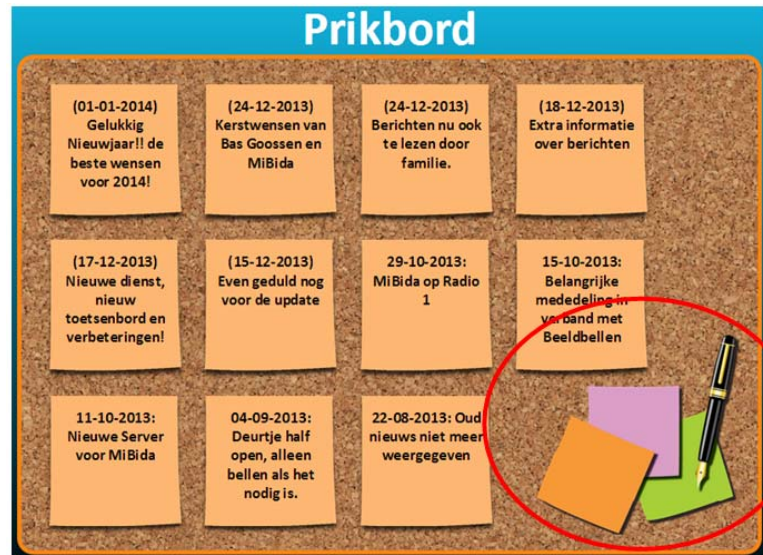 Prikbord
(01-01-2014)
Gelukkig
Nieuwjaar!! de
beste wensen
voor 2014!
(24-12-2013)
Kerstwensen van
Bas Goossen en
MiBida
(24-12-2013)
Berichten nu ook
te lezen door
familie.
(18-12-2013)
Extra informatie
over berichten
(17-12-2013)
Nieuwe dienst,
nieuw
toetsenbord en
verbeteringen!
(15-12-2013)
Even geduld nog
voor de update
29-10-2013:
MiBida op Radio
1
15-10-2013:
Belangrijke
mededeling in
verband met
Beeldbellen
11-10-2013:
Nieuwe Server
voor MiBida
04-09-2013:
Deurtje half
open, alleen
bellen als het
nodig is.
22-08-2013: Oud
nieuws niet meer
weergegeven